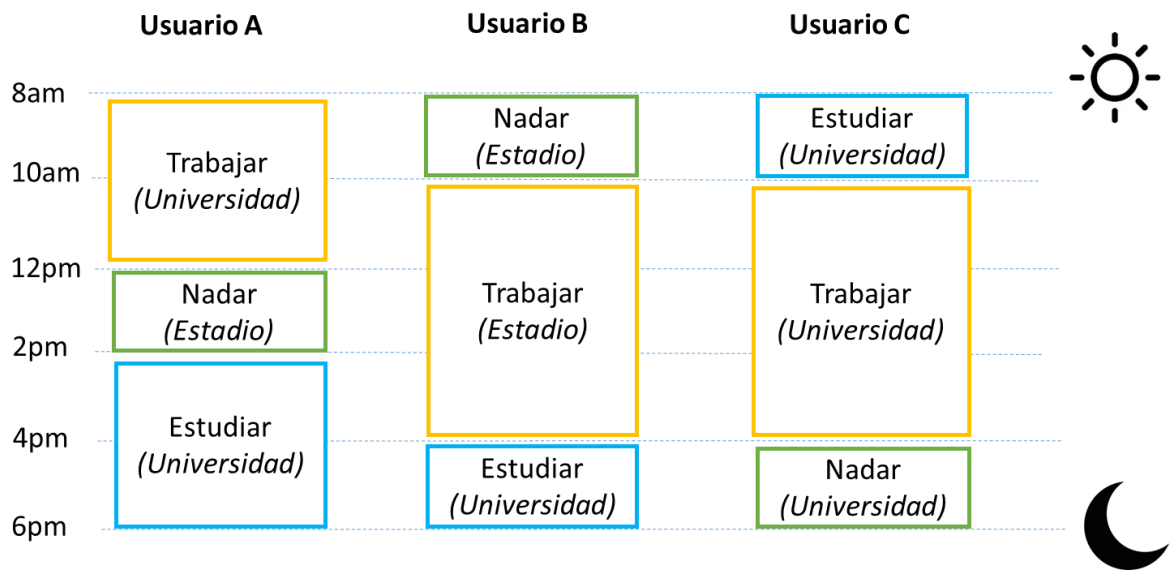 Usuario A
Usuario B
Usuario C
8am
10am
12pm
2pm
4pm
6pm
Trabajar
(Universidad)
Nadar
(Estadio)
Estudiar
(Universidad)
Nadar
(Estadio)
Trabajar
(Estadio)
Estudiar
(Universidad)
Estudiar
(Universidad)
Trabajar
(Universidad)
Nadar
(Universidad)